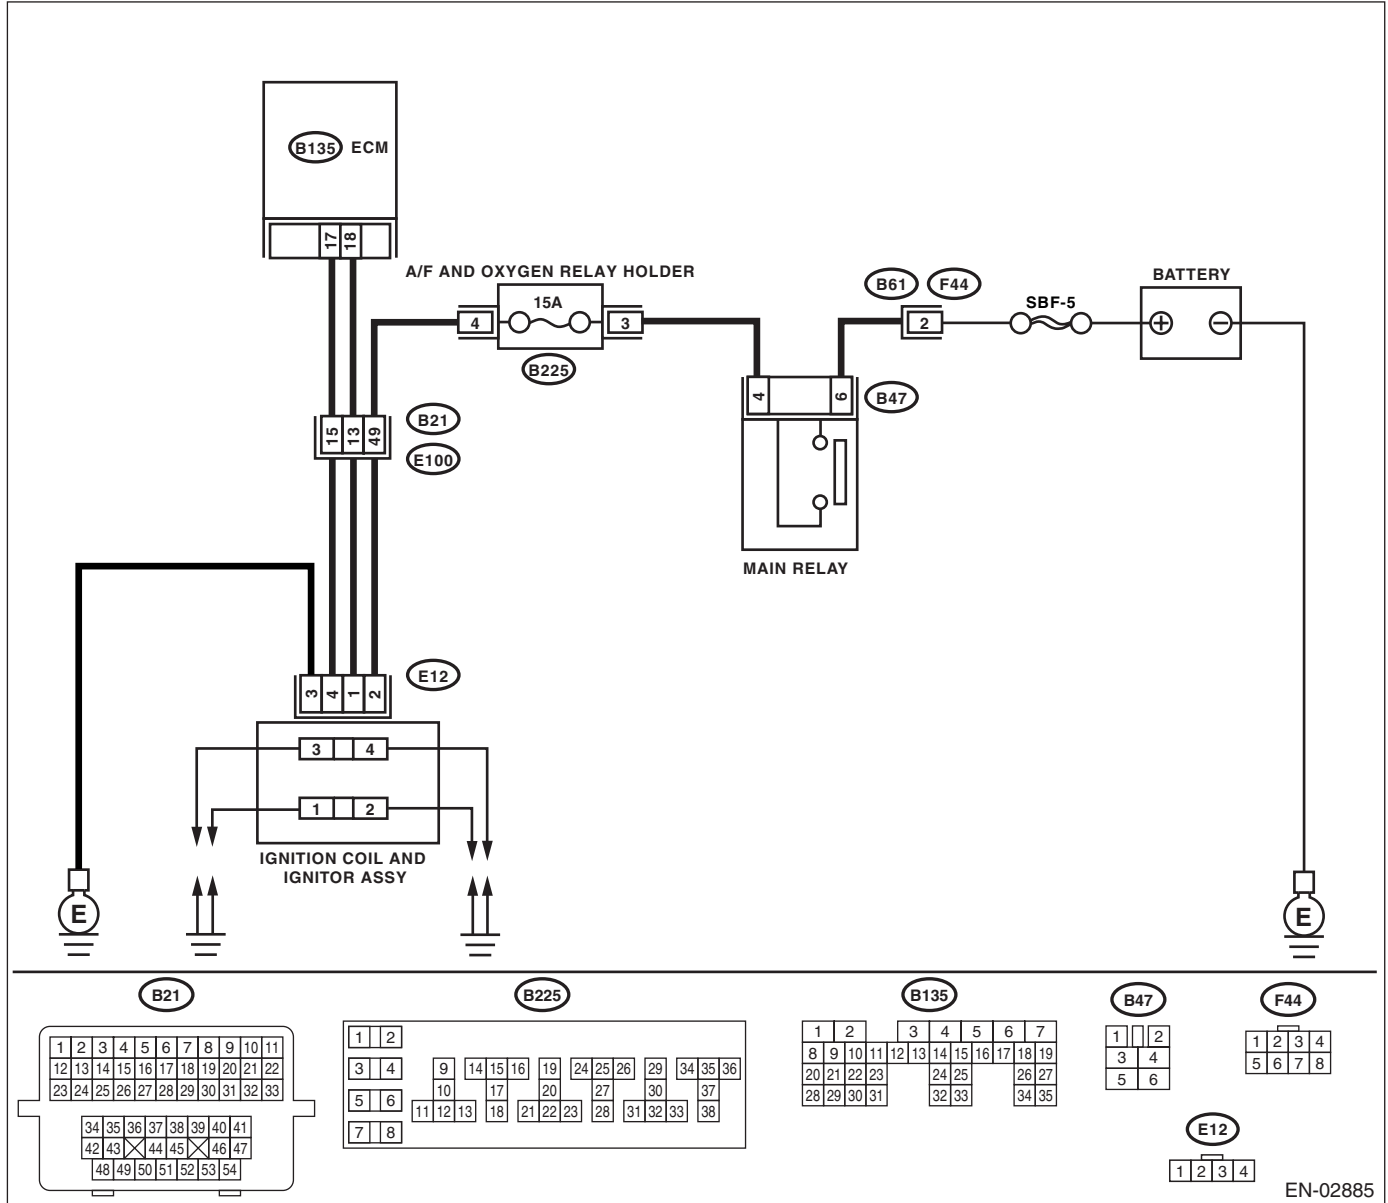 B135 ECM
17 18
A/F AND OXYGEN RELAY HOLDER
15A
4 3
B225
B61 F44
2
SBF-5
BATTERY
+ −
4 6
B47
MAIN RELAY
15 13 49
B21
E100
E12
3 4 1 2
3 4
1 2
IGNITION COIL AND
IGNITOR ASSY
E
E
B21
1 2 3 4 5 6 7 8 9 10 11
12 13 14 15 16 17 18 19 20 21 22
23 24 25 26 27 28 29 30 31 32 33
34 35 36 37 38 39 40 41
42 43 44 45 46 47
48 49 50 51 52 53 54
B225
1 2
3 4
5 6
7 8
9 14 15 16 19 24 25 26 29 34 35 36
10 17 20 27 30 37
11 12 13 18 21 22 23 28 31 32 33 38
B135
1 2 3 4 5 6 7
8 9 10 11 12 13 14 15 16 17 18 19
20 21 22 23 24 25 26 27
28 29 30 31 32 33 34 35
B47
1 2
3 4
5 6
F44
1 2 3 4
5 6 7 8
E12
1 2 3 4
EN-02885